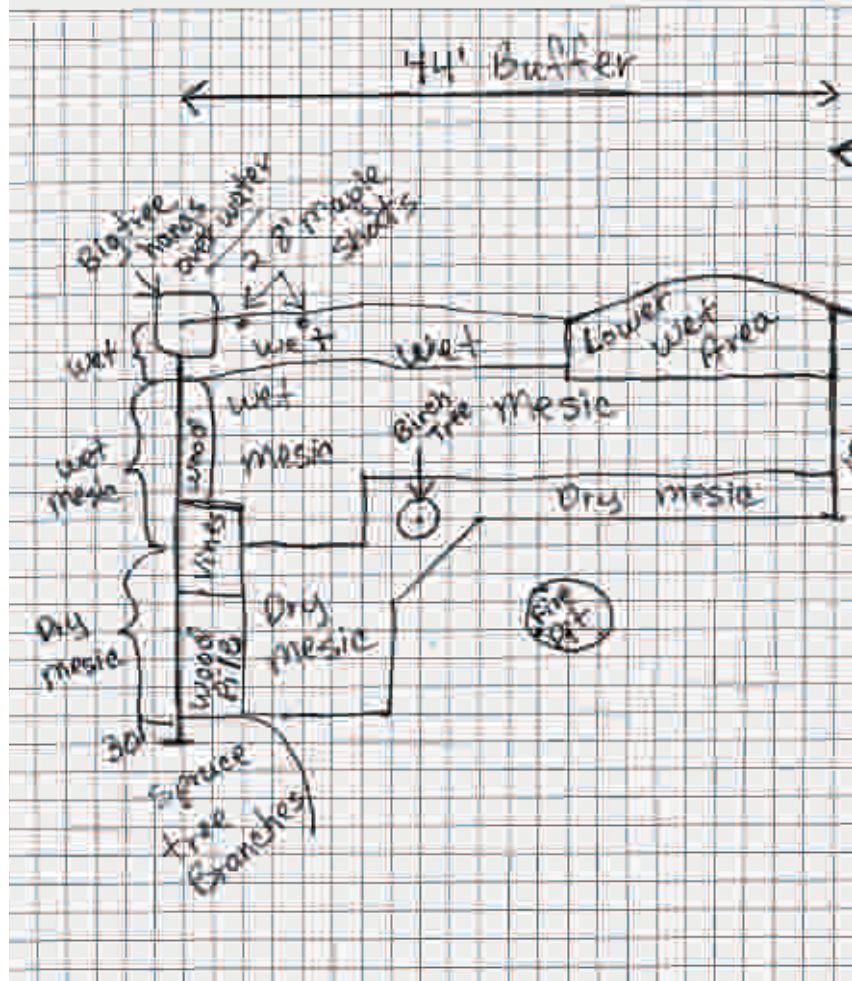 44' Buffer
Big tree
hangs
over water
2 8' maple
shoots
wet
wet
wet
Lower
wet
Area
wet
mesic
wood
wet
mesic
Birch
tree
mesic
Dry mesic
Vines
Dry
mesic
Wood
Pile
Dry
mesic
Fire
Pit
30'
Spruce
tree
Branches